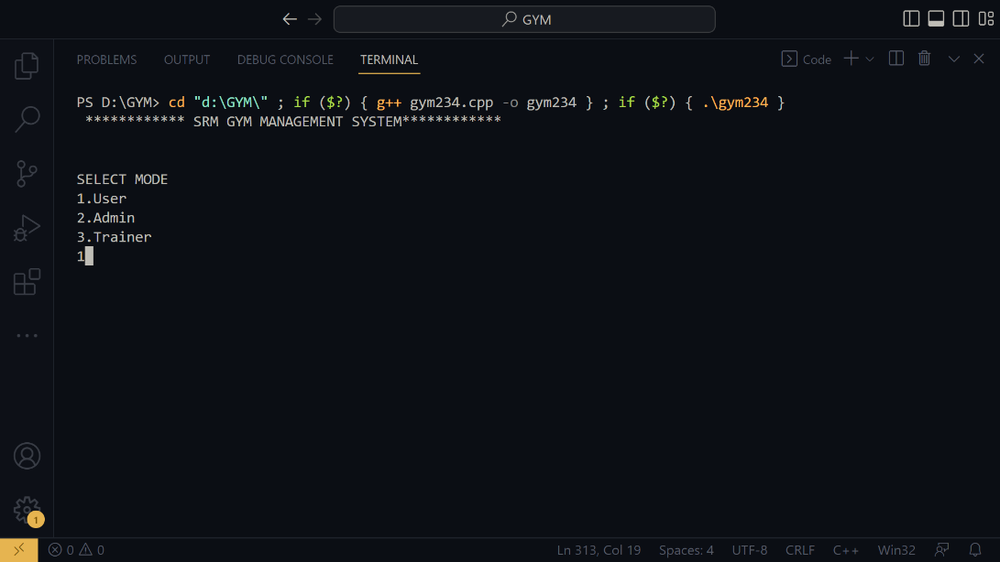 GYM
PROBLEMS OUTPUT DEBUG CONSOLE TERMINAL Code
PS D:\GYM> cd "d:\GYM\" ; if ($?) { g++ gym234.cpp -o gym234 } ; if ($?) { .\gym234 }
************ SRM GYM MANAGEMENT SYSTEM************
SELECT MODE
1.User
2.Admin
3.Trainer
1
1
0 0 Ln 313, Col 19 Spaces: 4 UTF-8 CRLF C++ Win32